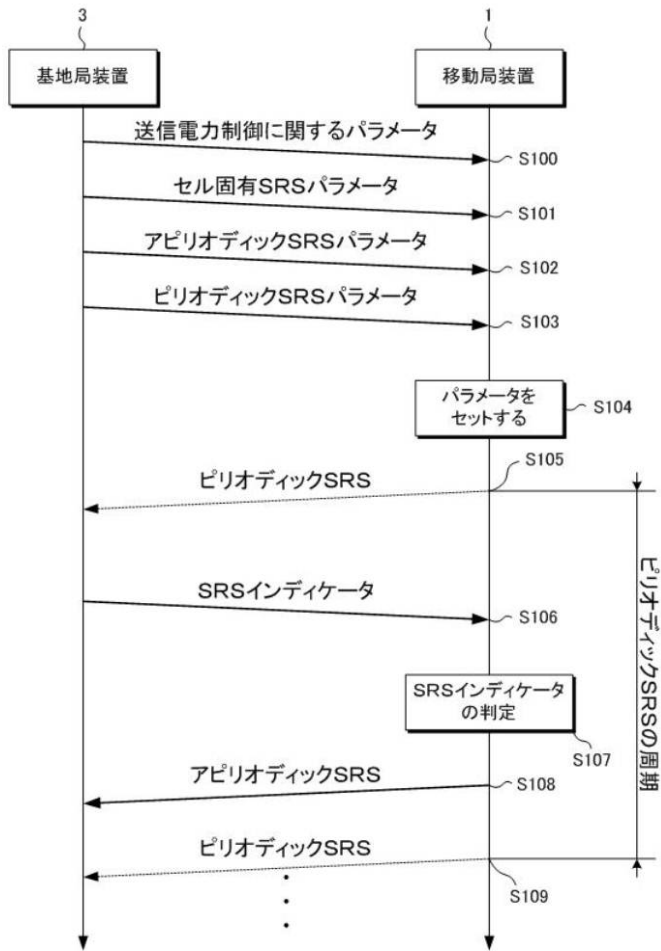 3
1
基地局装置
移動局装置
送信電力制御に関するパラメータ
S100
セル固有SRSパラメータ
S101
アピリオディックSRSパラメータ
S102
ピリオディックSRSパラメータ
S103
パラメータを
セットする
S104
S105
ピリオディックSRS
SRSインディケータ
S106
ピリオディックSRSの周期
SRSインディケータ
の判定
S107
アピリオディックSRS
S108
ピリオディックSRS
S109